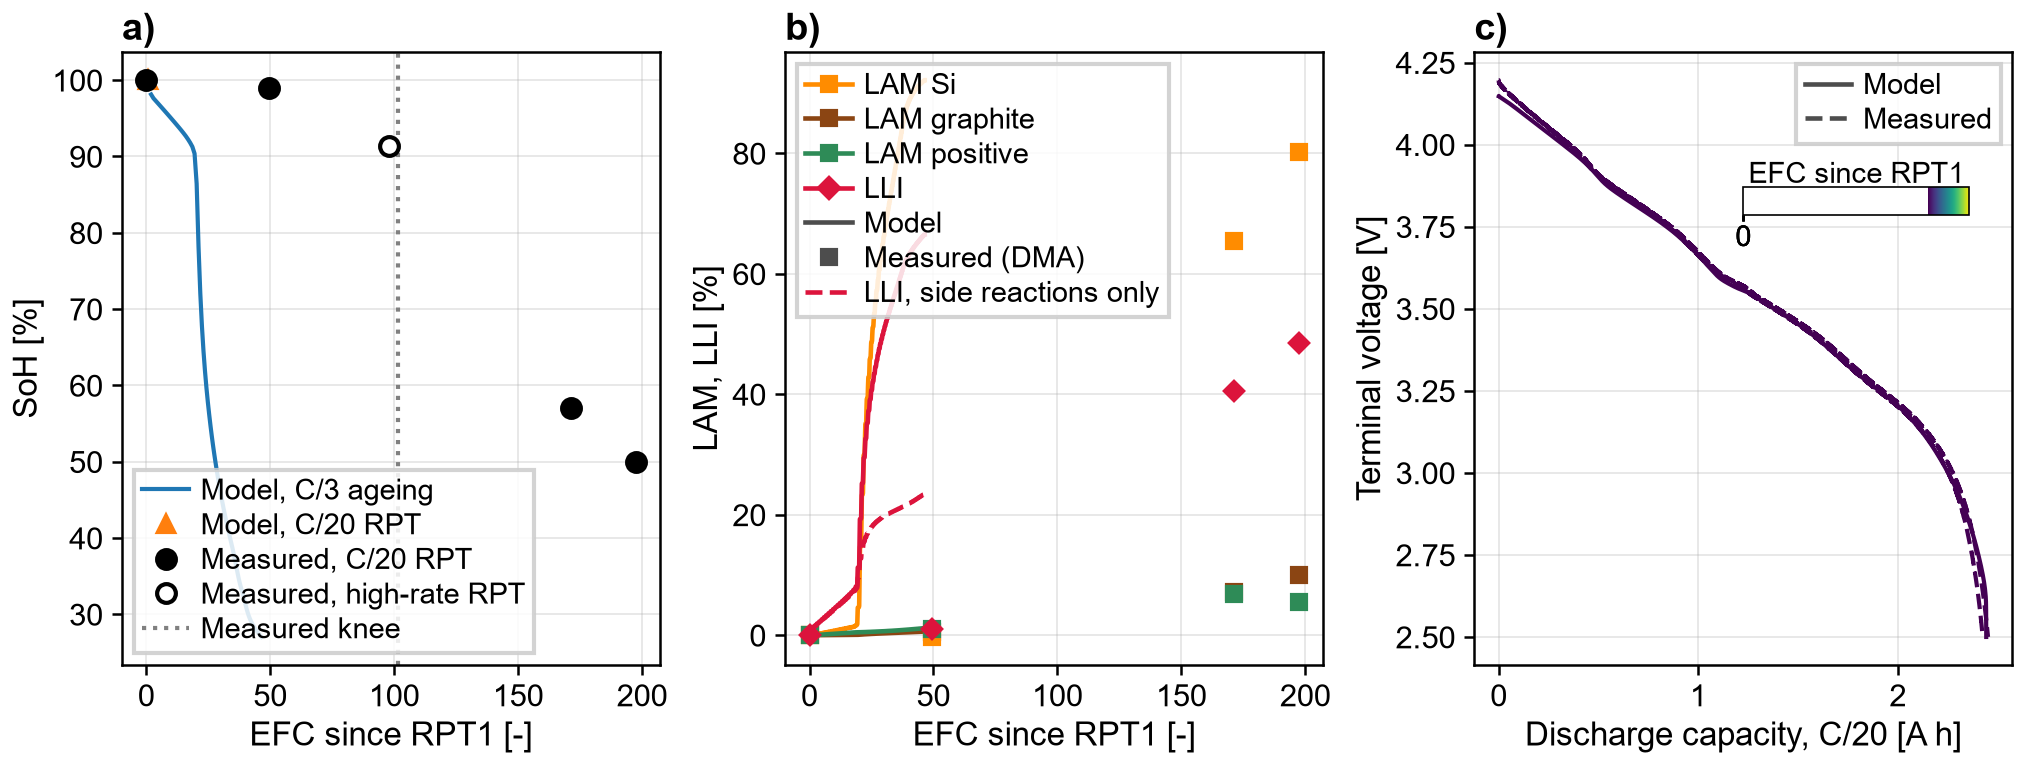 a)
100
90
80
70
60
50
40
30
SoH [%]
Model, C/3 ageing
Model, C/20 RPT
Measured, C/20 RPT
Measured, high-rate RPT
Measured knee
0
50
100
150
200
EFC since RPT1 [-]
b)
80
60
40
20
0
LAM, LLI [%]
LAM Si
LAM graphite
LAM positive
LLI
Model
Measured (DMA)
LLI, side reactions only
0
50
100
150
200
EFC since RPT1 [-]
c)
4.25
4.00
3.75
3.50
3.25
3.00
2.75
2.50
Terminal voltage [V]
Model
Measured
EFC since RPT1
0
0
1
2
Discharge capacity, C/20 [A h]